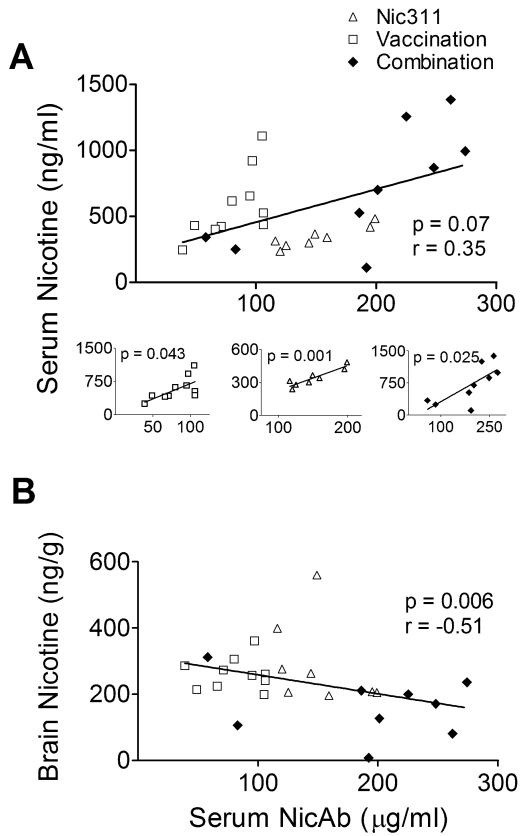 Nic311
Vaccination
Combination
A
Serum Nicotine (ng/ml)
1500
1000
500
0
p = 0.07
r = 0.35
100
200
300
1500
750
0
p = 0.043
50
100
600
300
0
p = 0.001
100
200
1500
750
0
p = 0.025
100
250
B
Brain Nicotine (ng/g)
600
400
200
0
p = 0.006
r = -0.51
100
200
300
Serum NicAb (μg/ml)